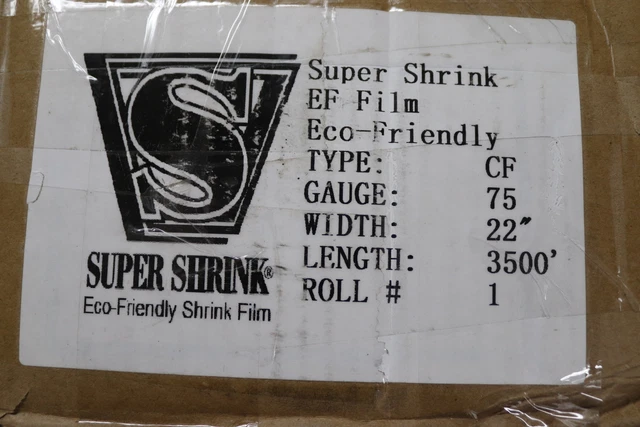 S
SUPER SHRINK®
Eco-Friendly Shrink Film
Super Shrink
EF Film
Eco-Friendly
TYPE: CF
GAUGE: 75
WIDTH: 22"
LENGTH: 3500'
ROLL # 1